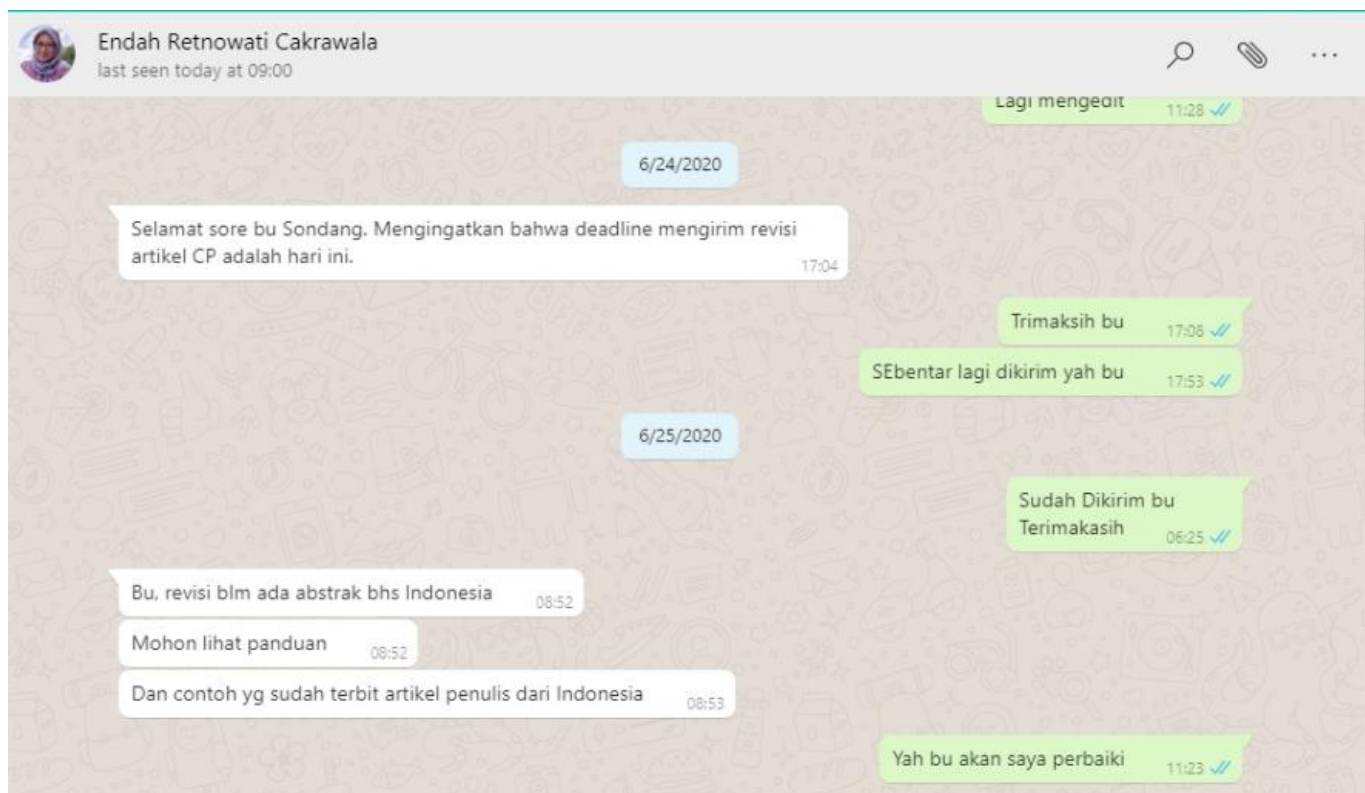 Endah Retnowati Cakrawala
last seen today at 09:00
Lagi mengedit 11:28
6/24/2020
Selamat sore bu Sondang. Mengingatkan bahwa deadline mengirim revisi
artikel CP adalah hari ini.
17:04
Trimaksih bu 17:08
SEbentar lagi dikirim yah bu 17:53
6/25/2020
Sudah Dikirim bu
Terimakasih 06:25
Bu, revisi blm ada abstrak bhs Indonesia 08:52
Mohon lihat panduan 08:52
Dan contoh yg sudah terbit artikel penulis dari Indonesia 08:53
Yah bu akan saya perbaiki 11:23